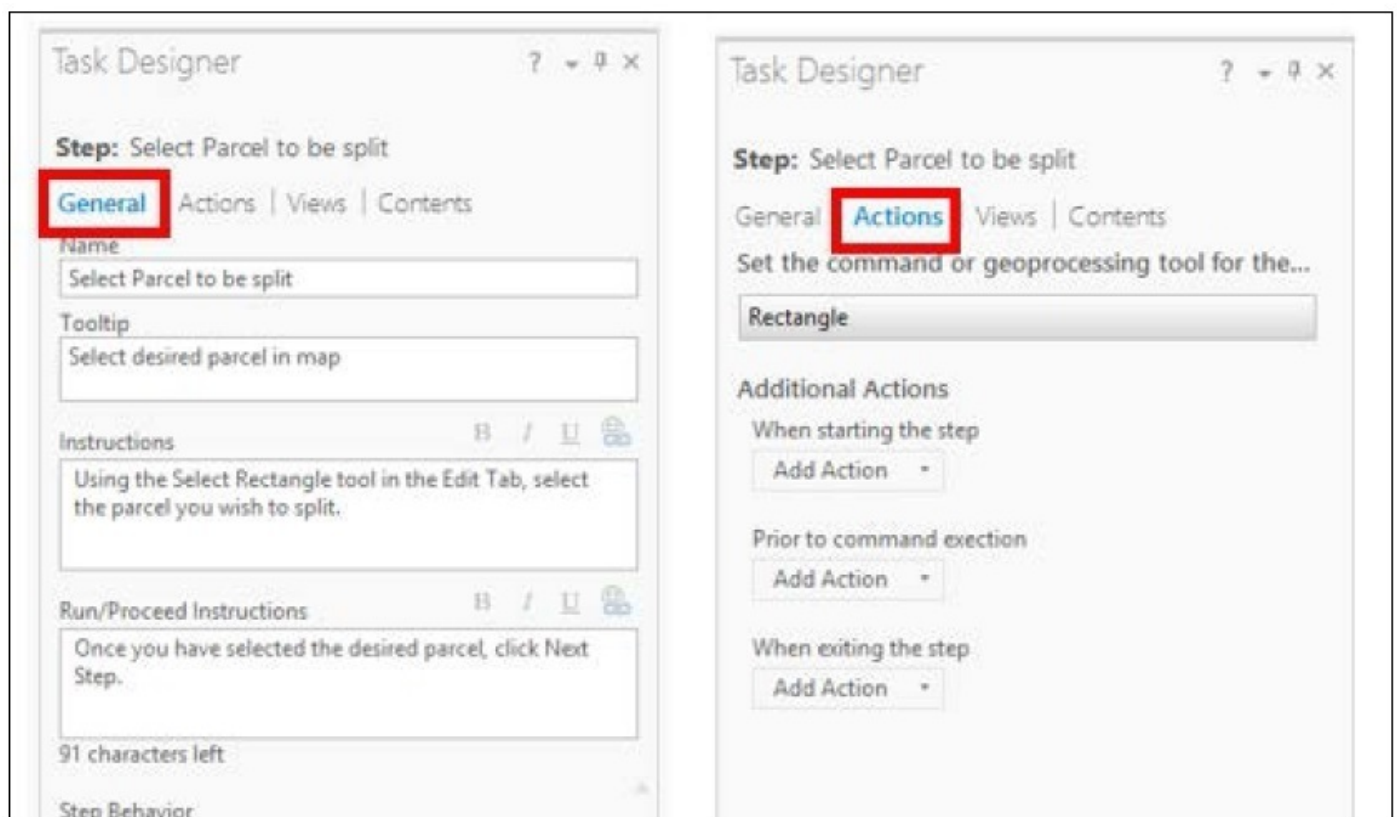 Task Designer
Step: Select Parcel to be split
General Actions | Views | Contents
Name
Select Parcel to be split
Tooltip
Select desired parcel in map
Instructions
B I U
Using the Select Rectangle tool in the Edit Tab, select
the parcel you wish to split.
Run/Proceed Instructions
B I U
Once you have selected the desired parcel, click Next
Step.
91 characters left
Step Behavior
Task Designer
Step: Select Parcel to be split
General Actions Views | Contents
Set the command or geoprocessing tool for the...
Rectangle
Additional Actions
When starting the step
Add Action
Prior to command exection
Add Action
When exiting the step
Add Action